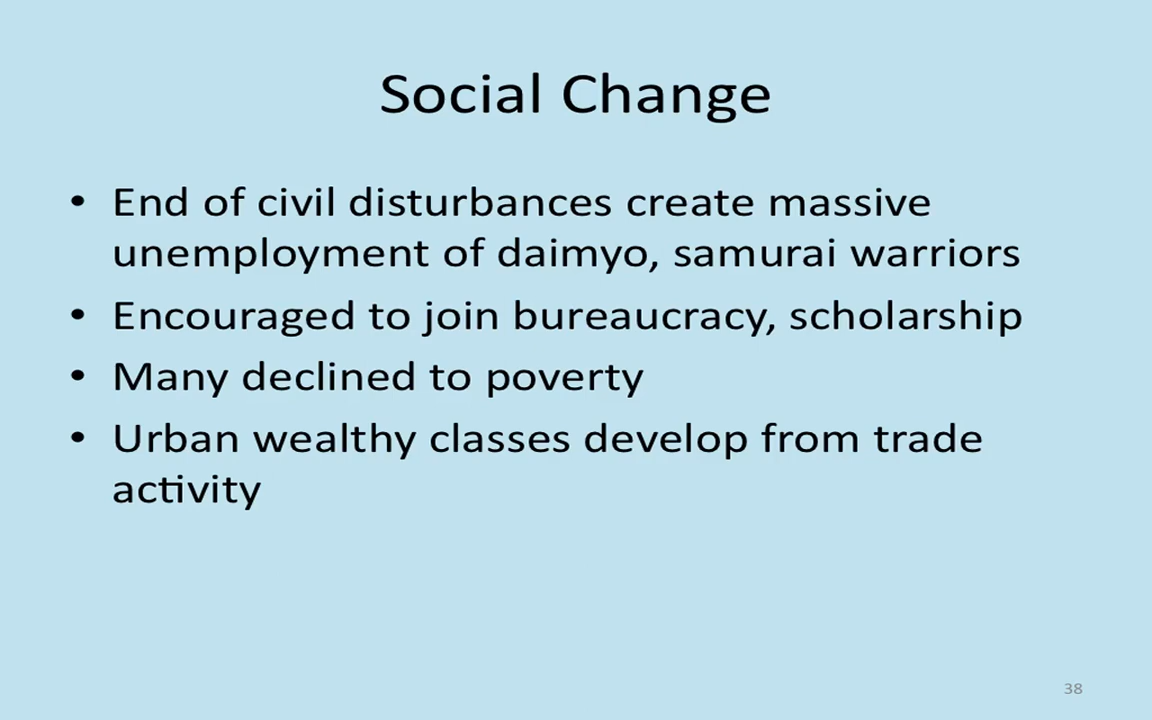 Social Change
• End of civil disturbances create massive
unemployment of daimyo, samurai warriors
• Encouraged to join bureaucracy, scholarship
• Many declined to poverty
• Urban wealthy classes develop from trade
activity
38